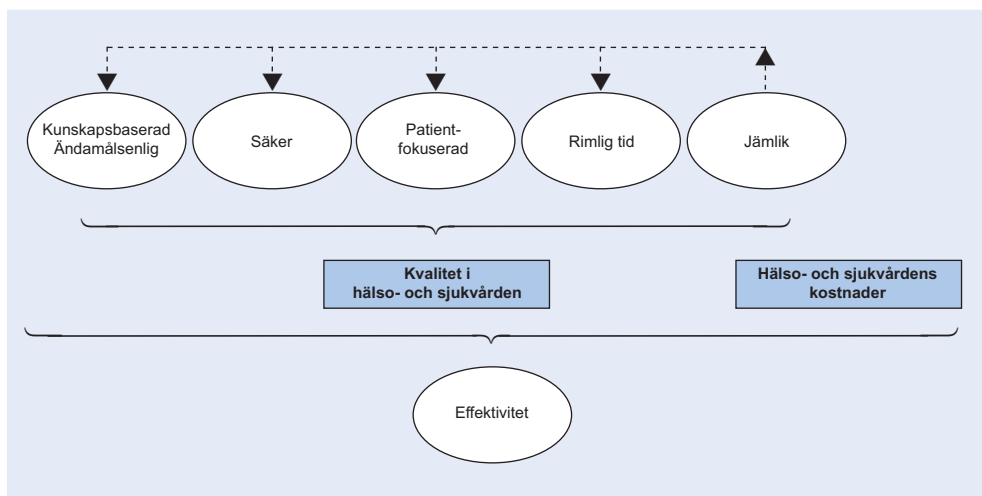 Kunskapsbaserad
Ändamålsenlig
Säker
Patient-
fokuserad
Rimlig tid
Jämlik
Kvalitet i
hälso- och sjukvården
Hälso- och sjukvårdens
kostnader
Effektivitet